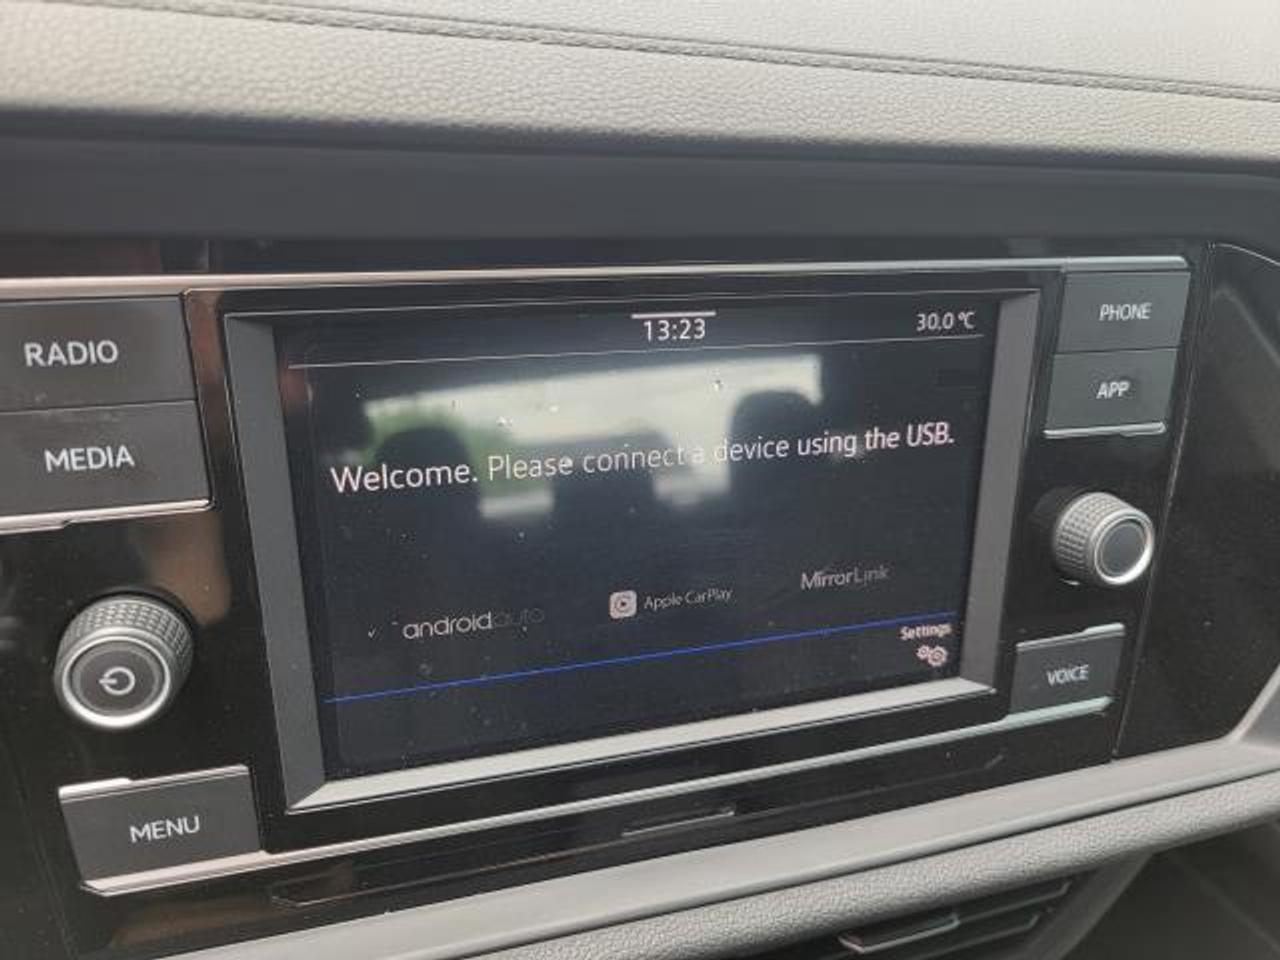 13:23
30.0 °C
RADIO
MEDIA
PHONE
APP
Welcome. Please connect a device using the USB.
androidauto
Apple CarPlay
MirrorLink
Settings
VOICE
MENU